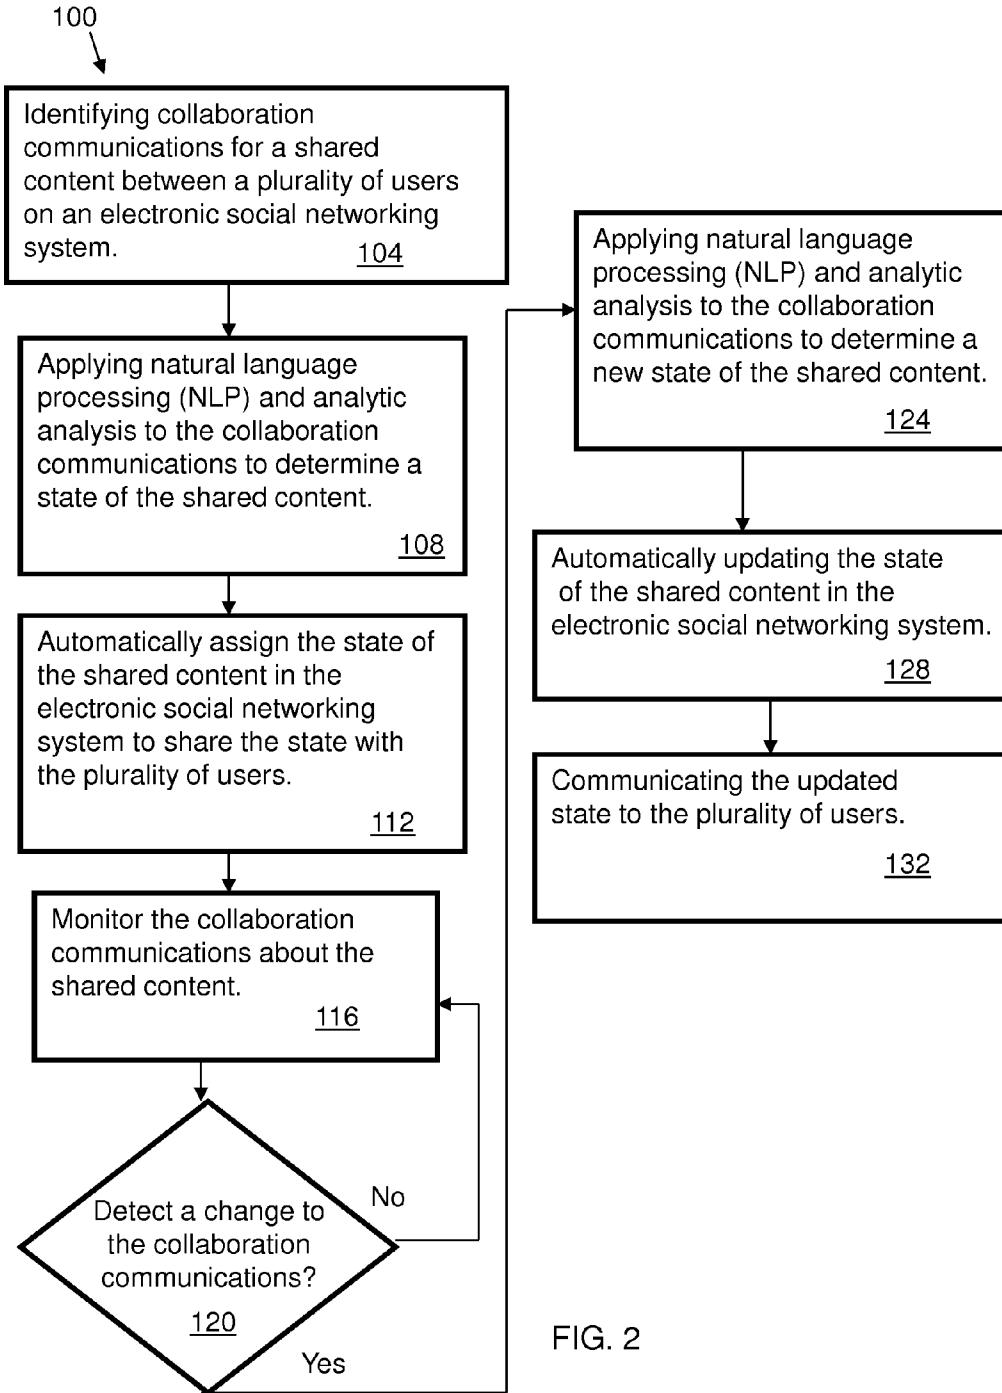 100
Identifying collaboration
communications for a shared
content between a plurality of users
on an electronic social networking
system.
104
Applying natural language
processing (NLP) and analytic
analysis to the collaboration
communications to determine a
state of the shared content.
108
Automatically assign the state of
the shared content in the
electronic social networking
system to share the state with
the plurality of users.
112
Monitor the collaboration
communications about the
shared content.
116
Detect a change to
the collaboration
communications?
120
No
Yes
Applying natural language
processing (NLP) and analytic
analysis to the collaboration
communications to determine a
new state of the shared content.
124
Automatically updating the state
of the shared content in the
electronic social networking system.
128
Communicating the updated
state to the plurality of users.
132
FIG. 2